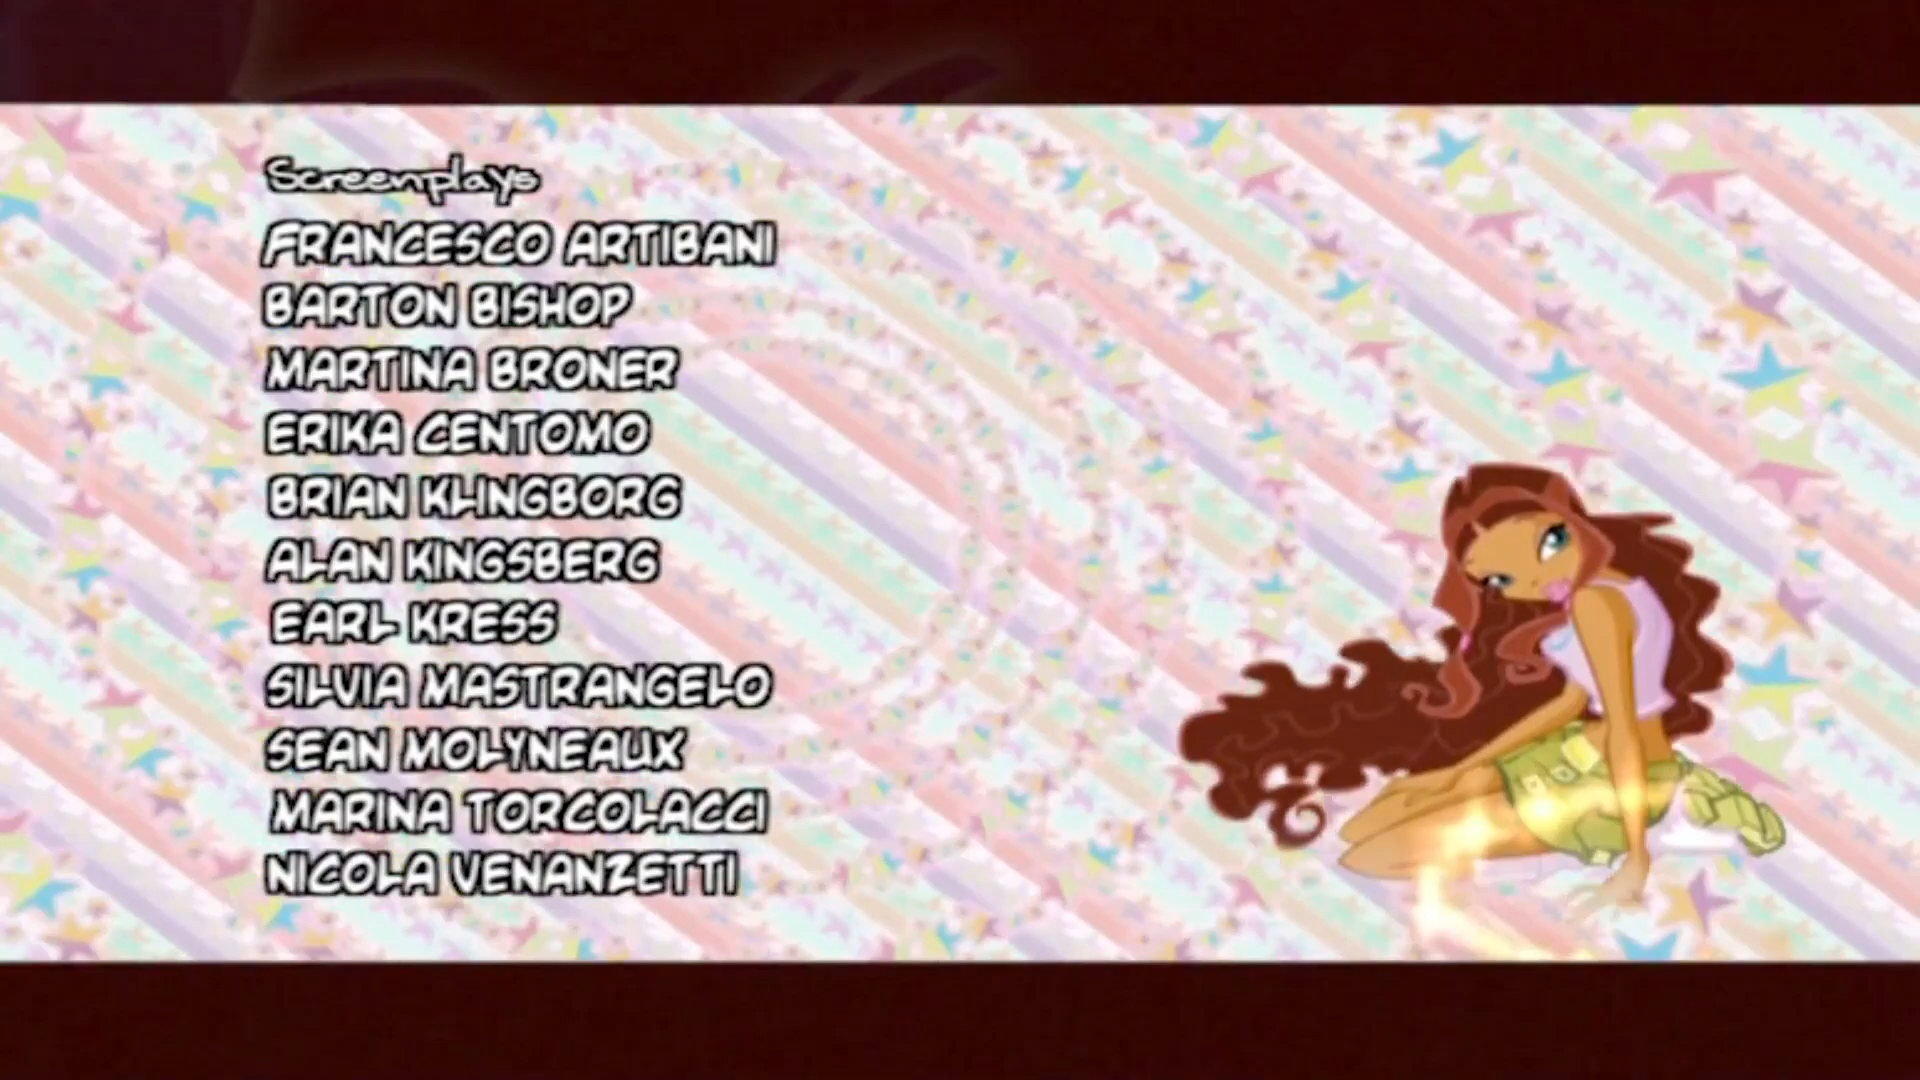 Screenplays
FRANCESCO ARTIBANI
BARTON BISHOP
MARTINA BRONER
ERIKA CENTOMO
BRIAN KLINGBORG
ALAN KINGSBERG
EARL KRESS
SILVIA MASTRANGELO
SEAN MOLYNEAUX
MARINA TORCOLACCI
NICOLA VENANZETTI